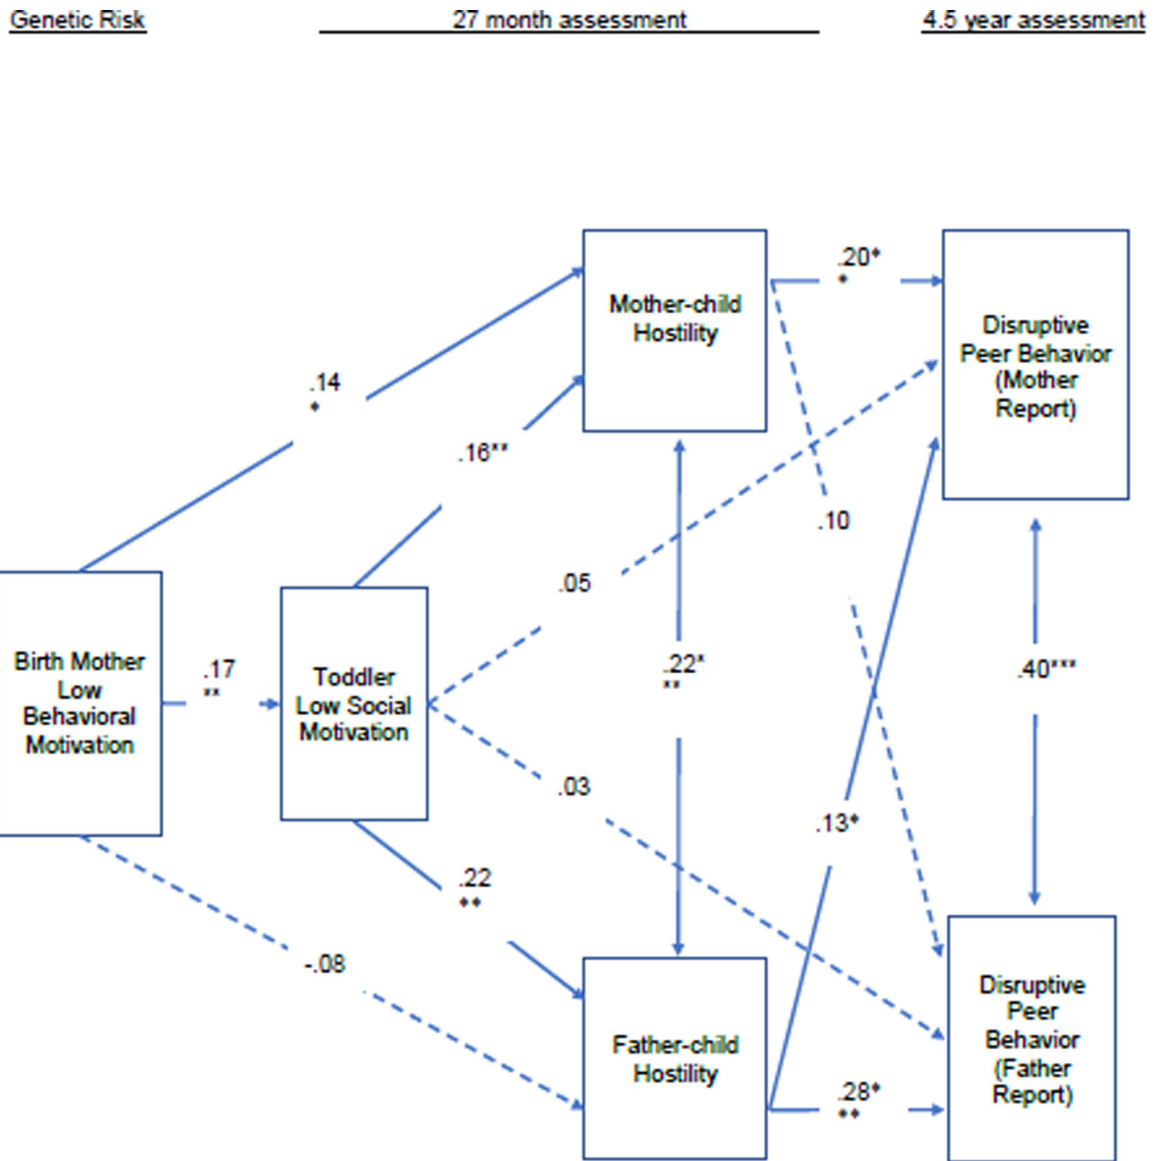 Genetic Risk
27 month assessment
4.5 year assessment
.20*
*
Mother-child
Hostility
Disruptive
Peer Behavior
(Mother
Report)
.14
*
.16**
.10
.05
Birth Mother
Low
Behavioral
Motivation
.17
**
Toddler
Low Social
Motivation
.22*
**
.40***
.03
.13*
.22
**
-.08
Father-child
Hostility
Disruptive
Peer
Behavior
(Father
Report)
.28*
**